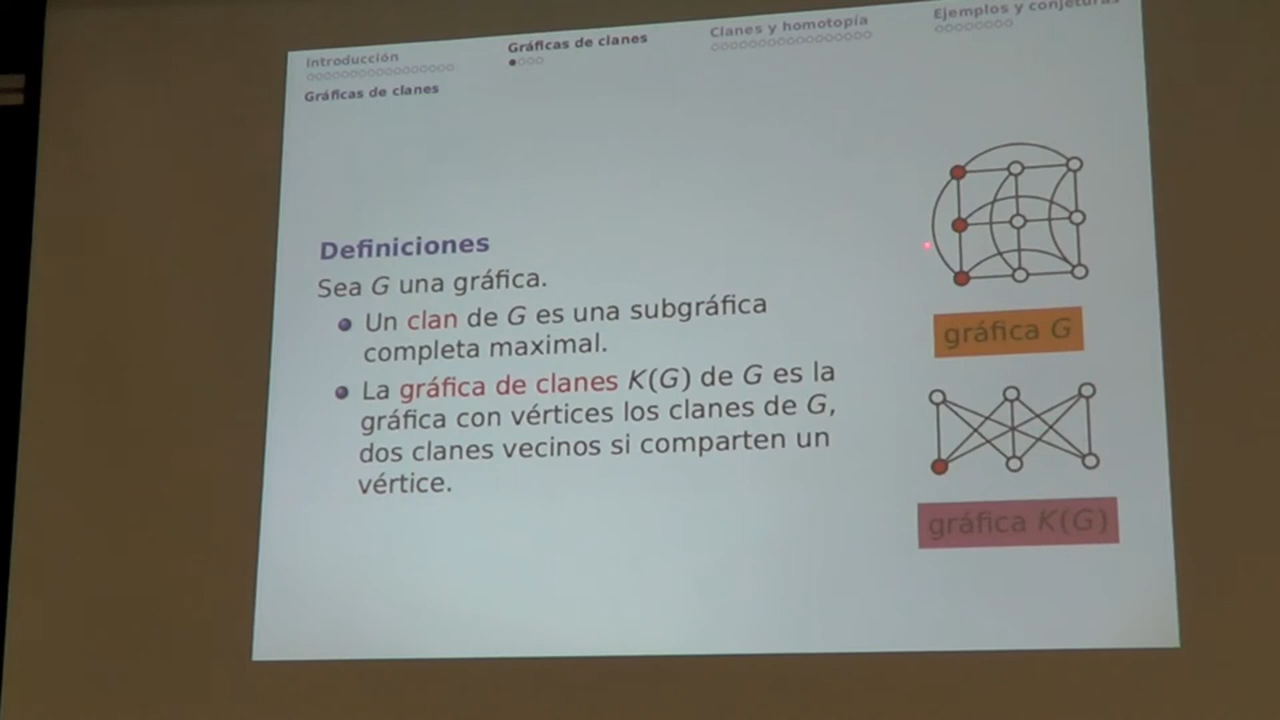 Introducción
Gráficas de clanes
Clanes y homotopía
Ejemplos y conjeturas
Gráficas de clanes
Definiciones
Sea G una gráfica.
Un clan de G es una subgráfica
completa maximal.
La gráfica de clanes K(G) de G es la
gráfica con vértices los clanes de G,
dos clanes vecinos si comparten un
vértice.
gráfica G
gráfica K(G)